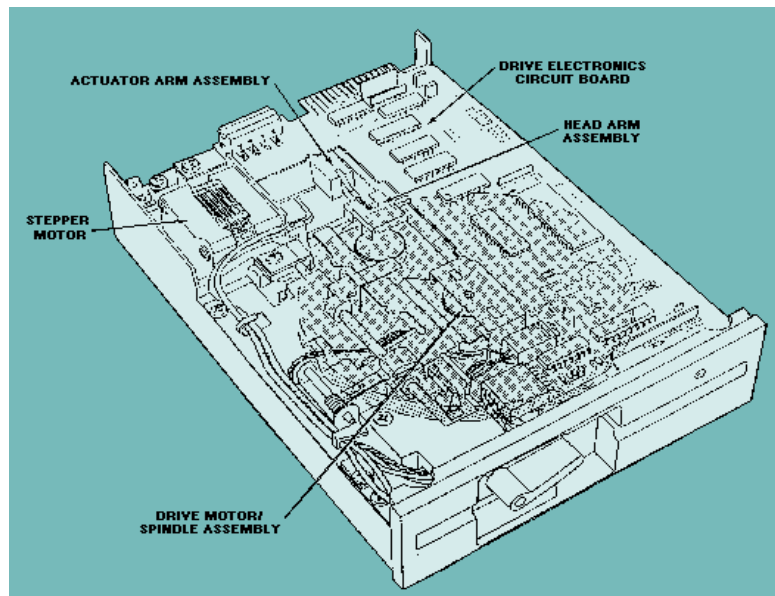 ACTUATOR ARM ASSEMBLY
DRIVE ELECTRONICS
CIRCUIT BOARD
HEAD ARM
ASSEMBLY
STEPPER
MOTOR
DRIVE MOTOR/
SPINDLE ASSEMBLY